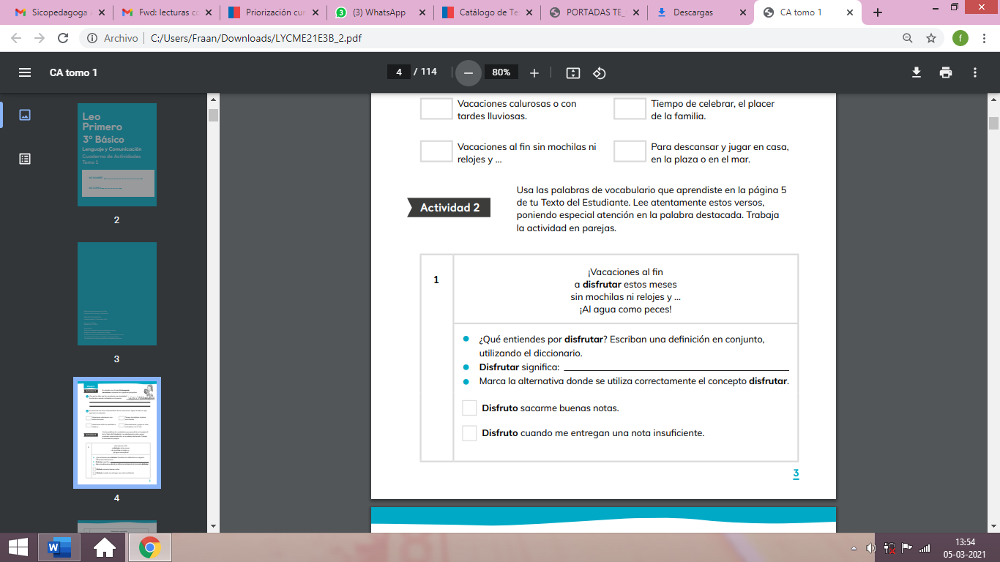 Sicopedagoga
Fwd: lecturas co
Priorización cur
(3) WhatsApp
Catálogo de Te
PORTADAS TE_
Descargas
CA tomo 1
Archivo | C:/Users/Fraan/Downloads/LYCME21E3B_2.pdf
f
CA tomo 1
4 / 114
80%
Leo
Primero
3° Básico
Lenguaje y Comunicación
Cuaderno de Actividades
Tomo 1
2
3
4
Vacaciones calurosas o con
tardes lluviosas.
Tiempo de celebrar, el placer
de la familia.
Vacaciones al fin sin mochilas ni
relojes y ...
Para descansar y jugar en casa,
en la plaza o en el mar.
Actividad 2
Usa las palabras de vocabulario que aprendiste en la página 5
de tu Texto del Estudiante. Lee atentamente estos versos,
poniendo especial atención en la palabra destacada. Trabaja
la actividad en parejas.
1
¡Vacaciones al fin
a disfrutar estos meses
sin mochilas ni relojes y ...
¡Al agua como peces!
¿Qué entiendes por disfrutar? Escriban una definición en conjunto,
utilizando el diccionario.
Disfrutar significa:
Marca la alternativa donde se utiliza correctamente el concepto disfrutar.
Disfruto sacarme buenas notas.
Disfruto cuando me entregan una nota insuficiente.
3
13:54
05-03-2021